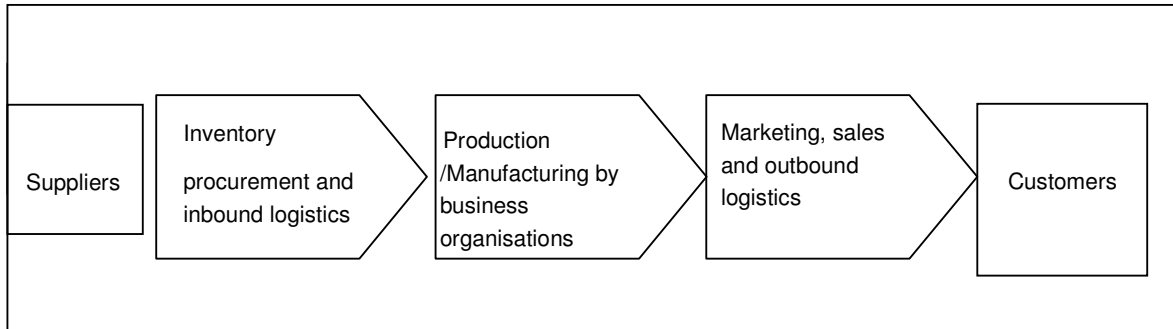 Suppliers
Inventory
procurement and
inbound logistics
Production
/Manufacturing by
business
organisations
Marketing, sales
and outbound
logistics
Customers